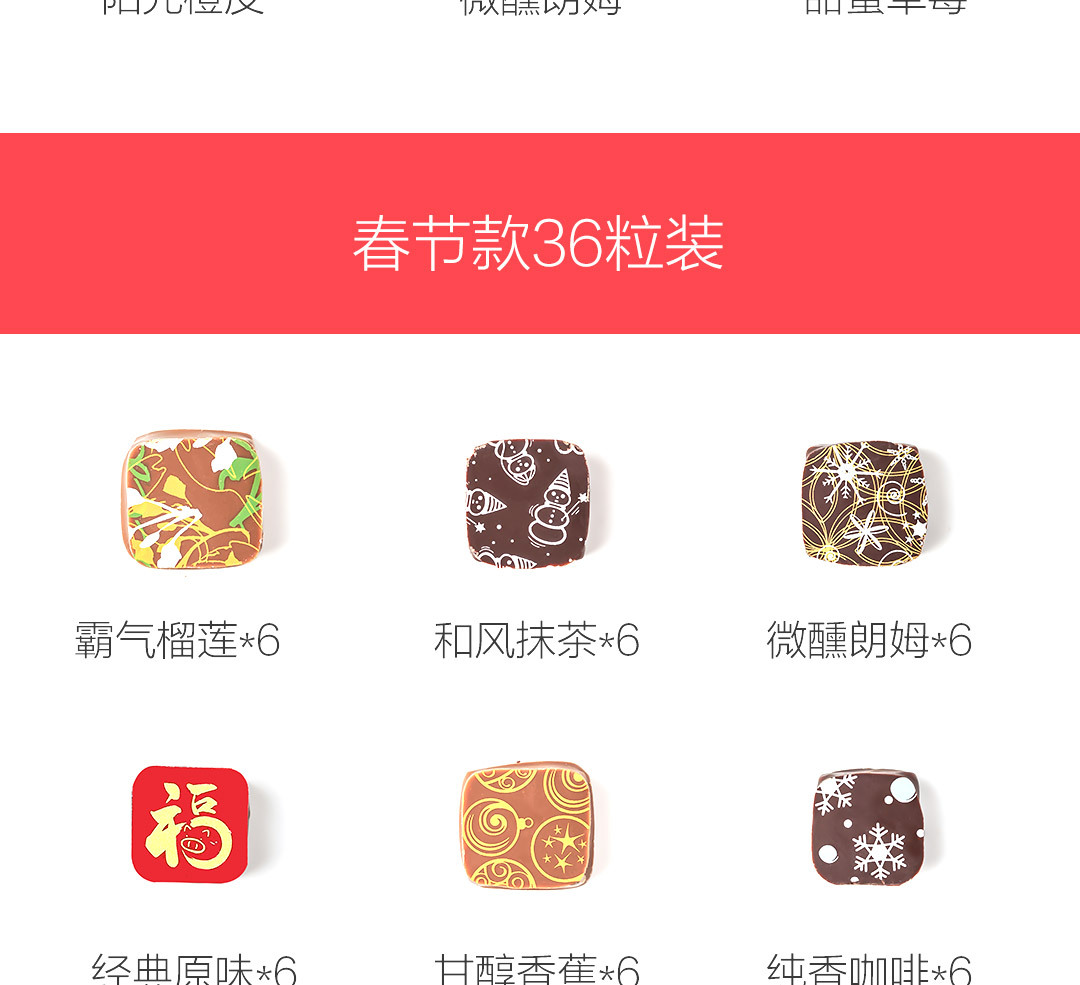 阳光橙皮 微醺朗姆 甜蜜草莓
春节款36粒装
霸气榴莲*6 和风抹茶*6 微醺朗姆*6
福
经典原味*6 甘醇香蕉*6 纯香咖啡*6